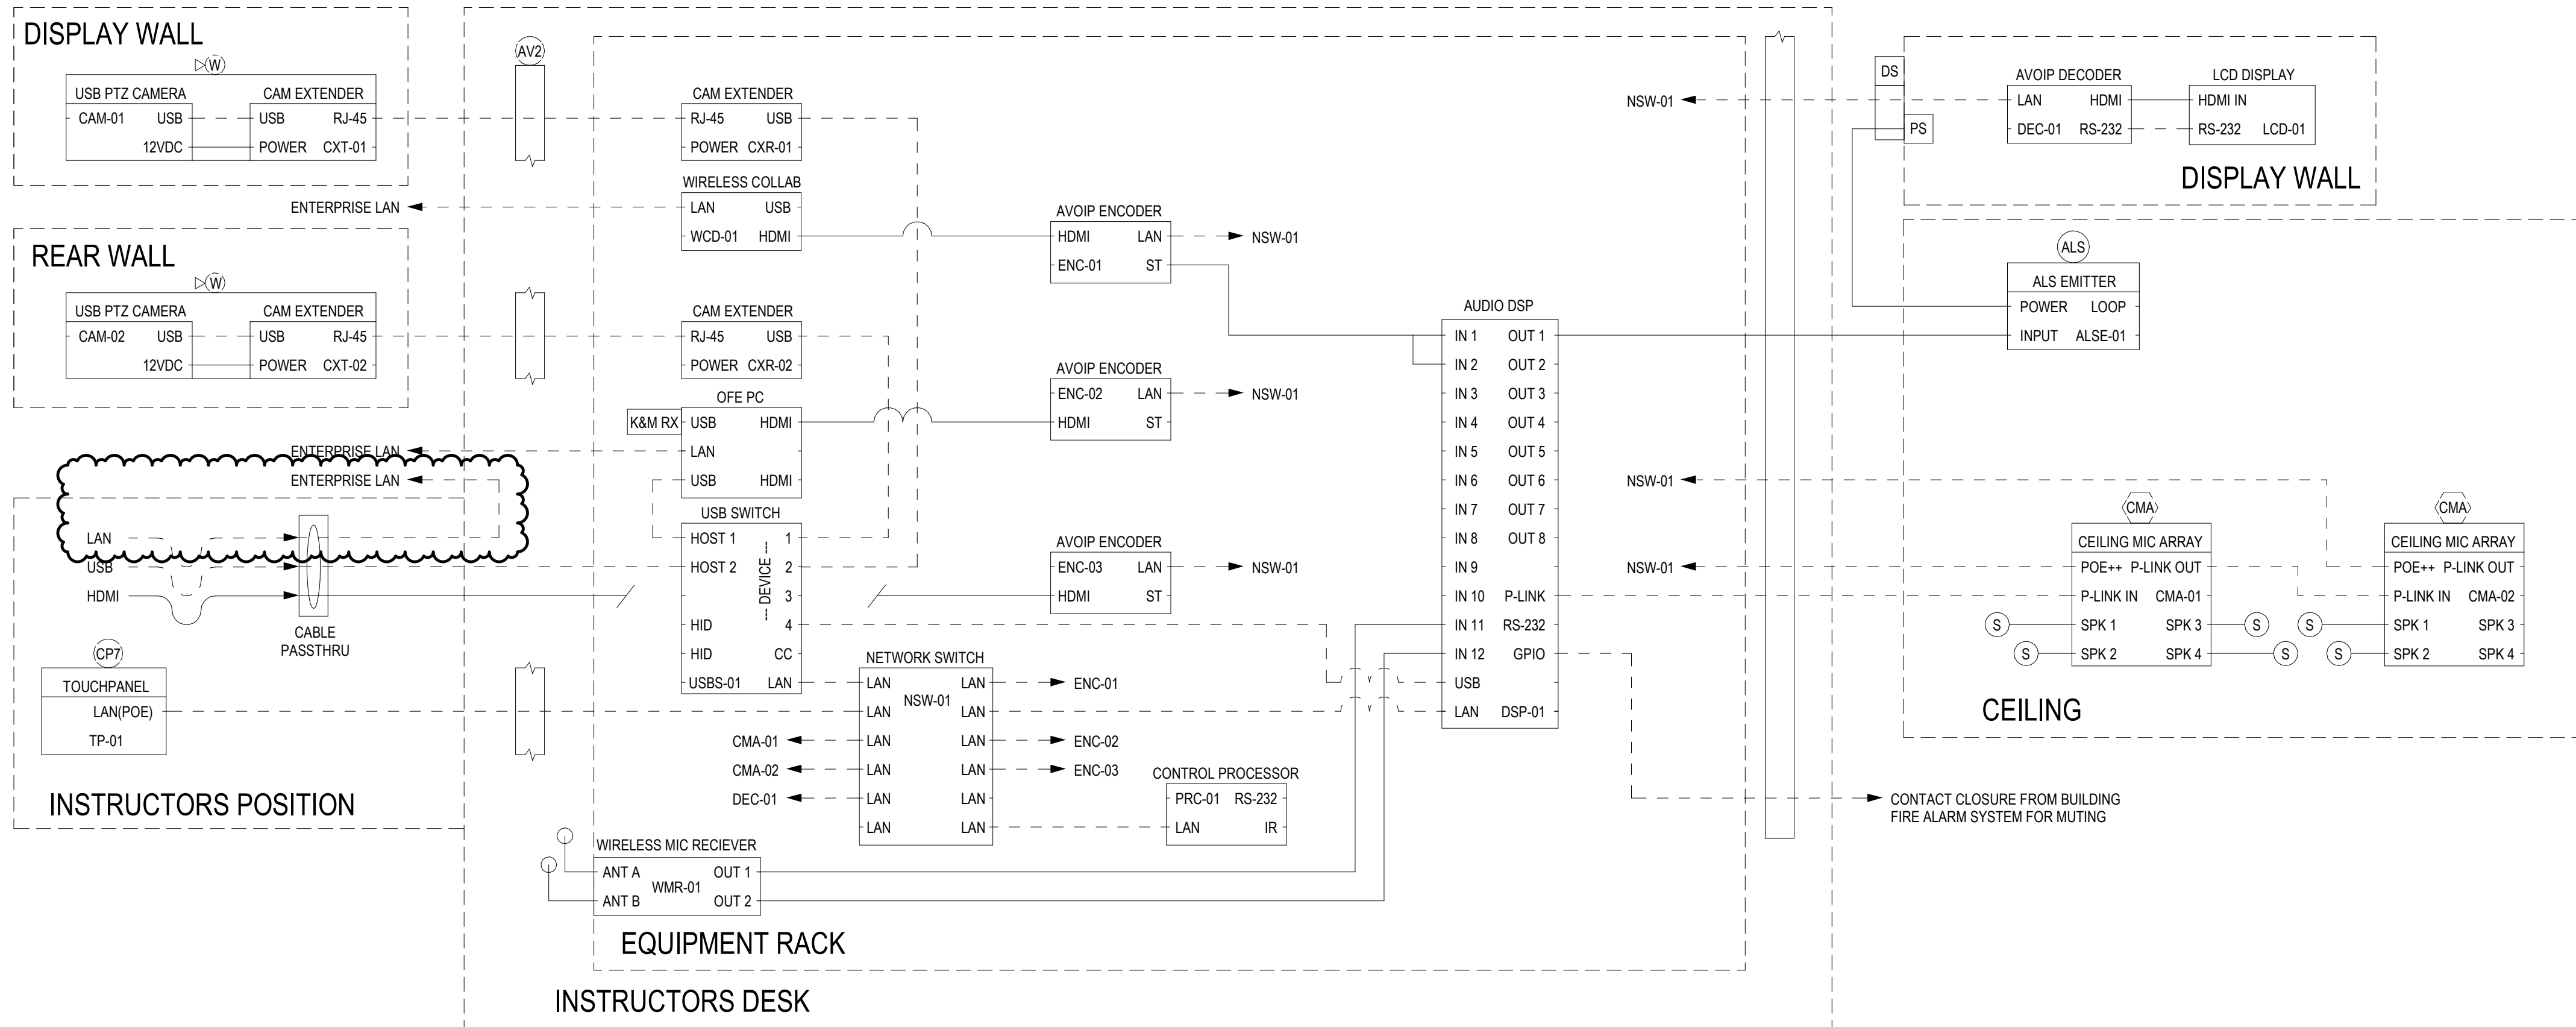 DISPLAY WALL
W
USB PTZ CAMERA
CAM EXTENDER
CAM-01 USB
USB RJ-45
12VDC
POWER CXT-01
ENTERPRISE LAN
REAR WALL
W
USB PTZ CAMERA
CAM EXTENDER
CAM-02 USB
USB RJ-45
12VDC
POWER CXT-02
ENTERPRISE LAN
ENTERPRISE LAN
LAN
USB
HDMI
CABLE
PASSTHRU
CP7
TOUCHPANEL
LAN(POE)
TP-01
INSTRUCTORS POSITION
AV2
CAM EXTENDER
RJ-45 USB
POWER CXR-01
WIRELESS COLLAB
LAN USB
WCD-01 HDMI
CAM EXTENDER
RJ-45 USB
POWER CXR-02
OFE PC
K&M RX
USB HDMI
LAN
USB HDMI
USB SWITCH
HOST 1 1
HOST 2 2
3
--- DEVICE ---
HID 4
HID CC
USBS-01 LAN
NETWORK SWITCH
LAN LAN
NSW-01
LAN LAN
LAN LAN
LAN LAN
LAN LAN
LAN LAN
CMA-01
CMA-02
DEC-01
ENC-01
ENC-02
ENC-03
WIRELESS MIC RECIEVER
ANT A OUT 1
WMR-01
ANT B OUT 2
EQUIPMENT RACK
INSTRUCTORS DESK
AVOIP ENCODER
HDMI LAN
ENC-01 ST
NSW-01
AVOIP ENCODER
ENC-02 LAN
HDMI ST
NSW-01
AVOIP ENCODER
ENC-03 LAN
HDMI ST
NSW-01
CONTROL PROCESSOR
PRC-01 RS-232
LAN IR
AUDIO DSP
IN 1 OUT 1
IN 2 OUT 2
IN 3 OUT 3
IN 4 OUT 4
IN 5 OUT 5
IN 6 OUT 6
IN 7 OUT 7
IN 8 OUT 8
IN 9
IN 10 P-LINK
IN 11 RS-232
IN 12 GPIO
USB
LAN DSP-01
NSW-01
NSW-01
NSW-01
DS
PS
AVOIP DECODER
LAN HDMI
DEC-01 RS-232
LCD DISPLAY
HDMI IN
RS-232 LCD-01
DISPLAY WALL
ALS
ALS EMITTER
POWER LOOP
INPUT ALSE-01
CMA
CEILING MIC ARRAY
POE++ P-LINK OUT
P-LINK IN CMA-01
S SPK 1 SPK 3 S
S SPK 2 SPK 4 S
CMA
CEILING MIC ARRAY
POE++ P-LINK OUT
P-LINK IN CMA-02
S SPK 1 SPK 3
S SPK 2 SPK 4
CEILING
CONTACT CLOSURE FROM BUILDING
FIRE ALARM SYSTEM FOR MUTING